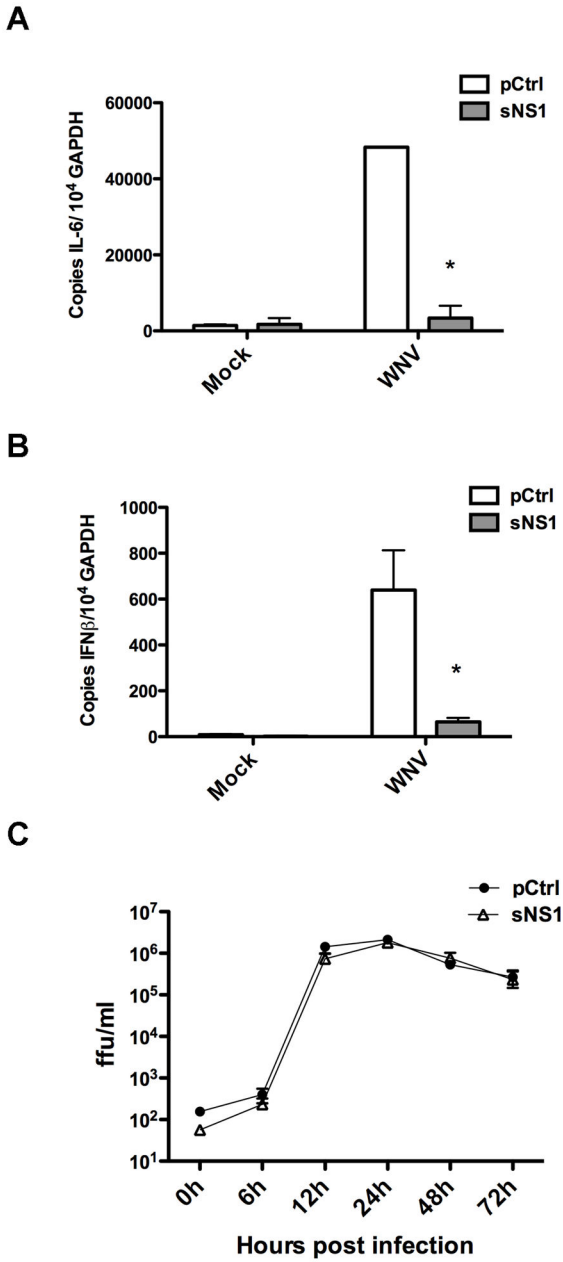 A
pCtrl
sNS1
Copies IL-6/ 10⁴ GAPDH
60000
40000
20000
0
*
Mock
WNV
B
pCtrl
sNS1
Copies IFNβ/10⁴ GAPDH
1000
800
600
400
200
0
*
Mock
WNV
C
pCtrl
sNS1
ffu/ml
10⁷
10⁶
10⁵
10⁴
10³
10²
10¹
0h
6h
12h
24h
48h
72h
Hours post infection